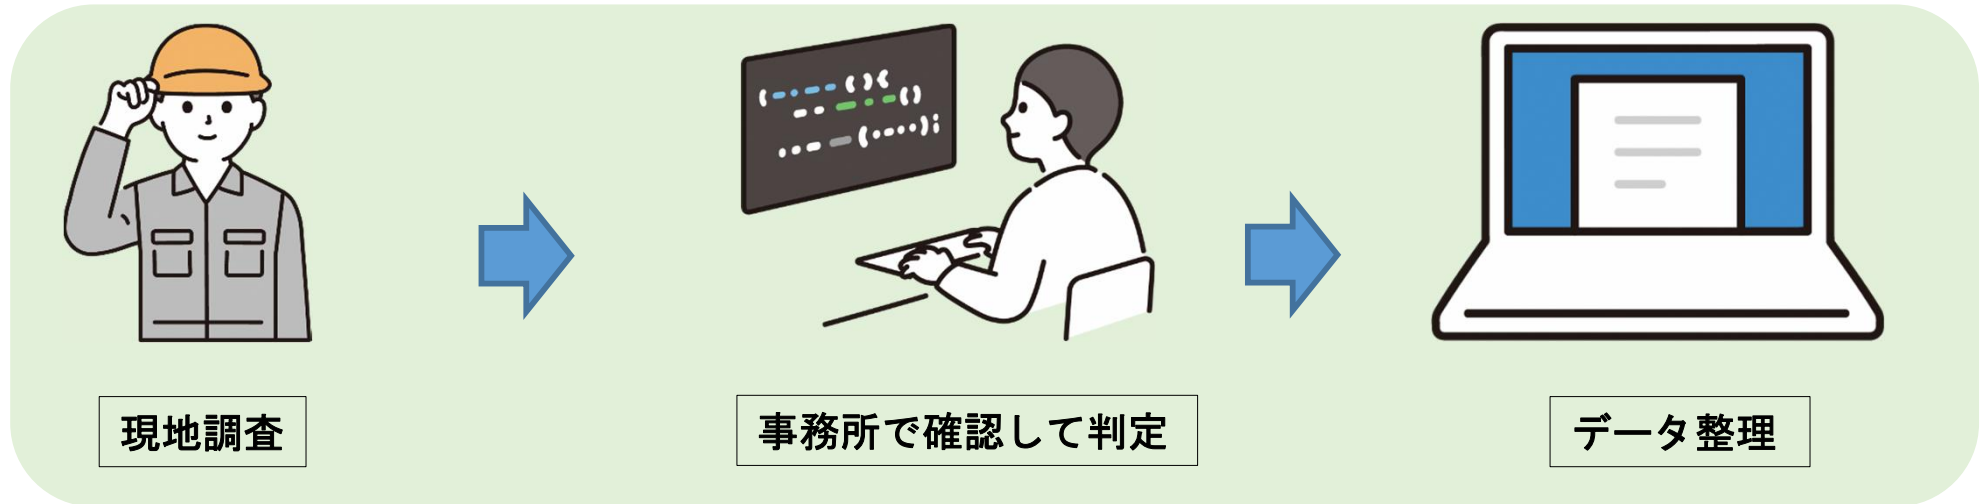 現地調査
事務所で確認して判定
データ整理